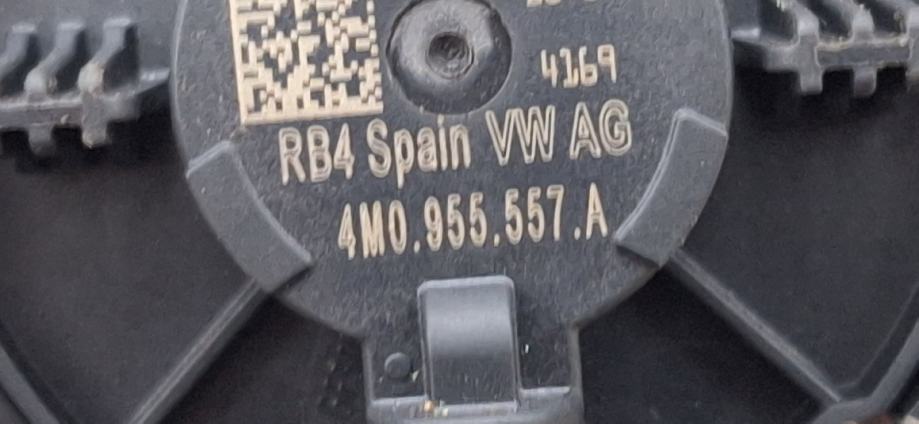 4169
RB4 Spain VW AG
4M0.955.557.A